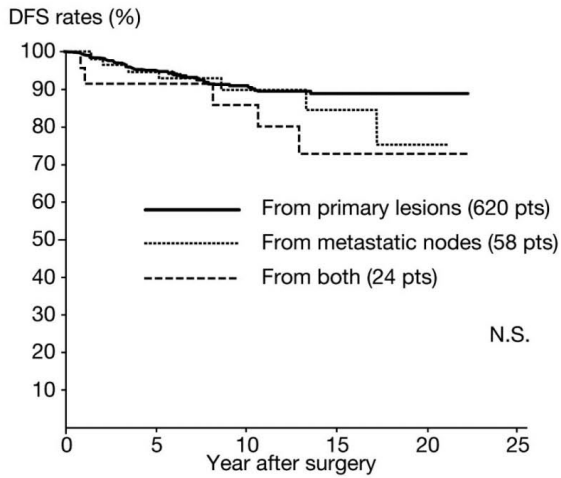 DFS rates (%)
100
90
80
70
60
50
40
30
20
10
From primary lesions (620 pts)
From metastatic nodes (58 pts)
From both (24 pts)
N.S.
0 5 10 15 20 25
Year after surgery